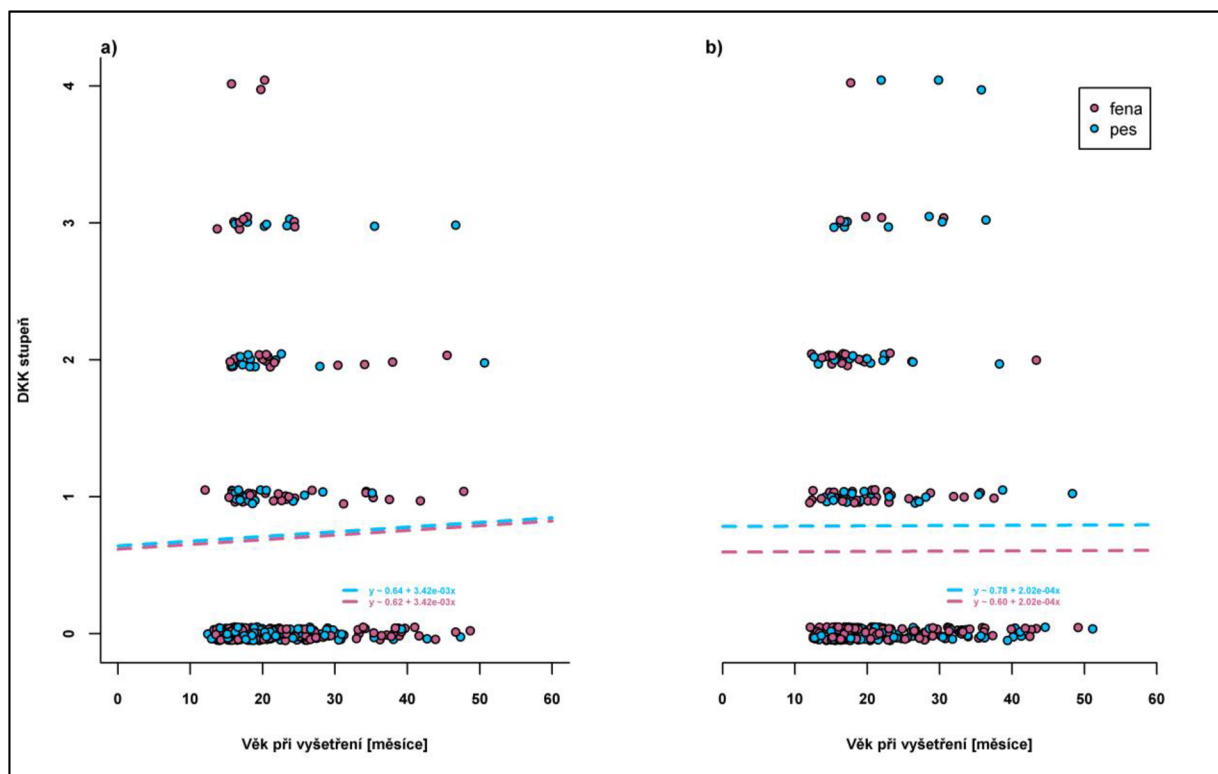 a)
b)
fena
pes
DKK stupeň
4
3
2
1
0
y ~ 0.64 + 3.42e-03x
y ~ 0.62 + 3.42e-03x
y ~ 0.78 + 2.02e-04x
y ~ 0.60 + 2.02e-04x
0 10 20 30 40 50 60
0 10 20 30 40 50 60
Věk při vyšetření [měsíce]
Věk při vyšetření [měsíce]